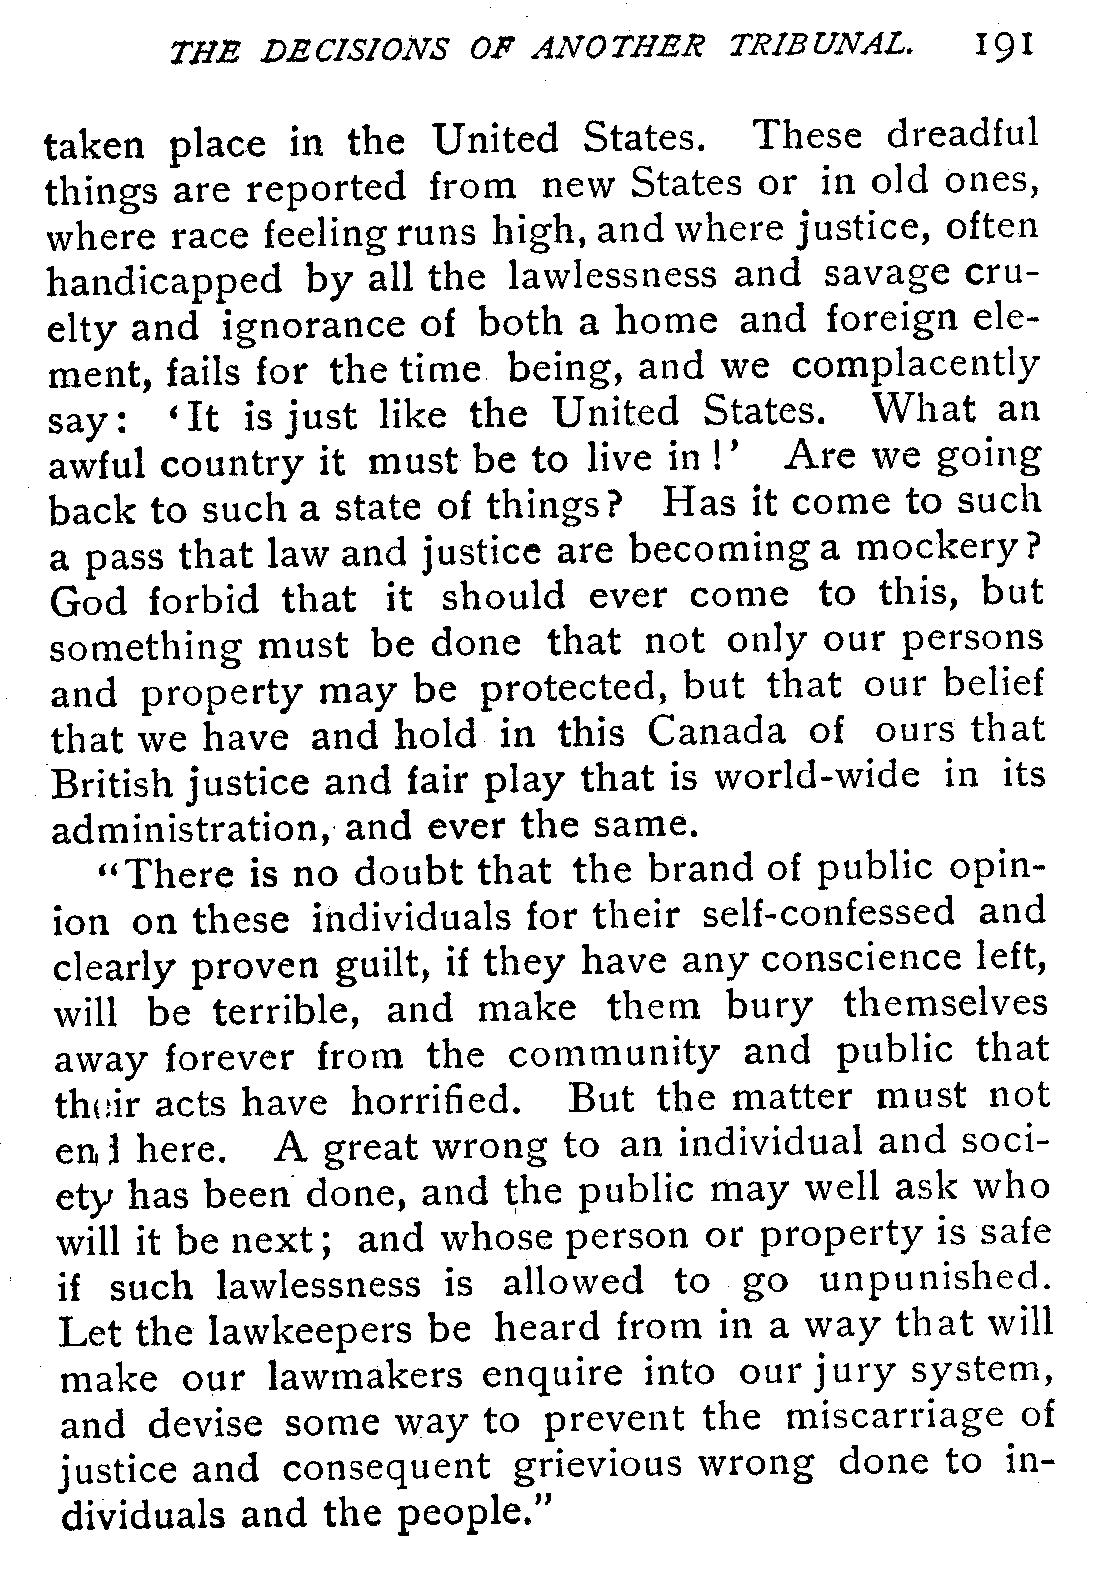 THE DECISIONS OF ANOTHER TRIBUNAL. 191
taken place in the United States. These dreadful
things are reported from new States or in old ones,
where race feeling runs high, and where justice, often
handicapped by all the lawlessness and savage cru-
elty and ignorance of both a home and foreign ele-
ment, fails for the time being, and we complacently
say: ‘It is just like the United States. What an
awful country it must be to live in!’ Are we going
back to such a state of things? Has it come to such
a pass that law and justice are becoming a mockery?
God forbid that it should ever come to this, but
something must be done that not only our persons
and property may be protected, but that our belief
that we have and hold in this Canada of ours that
British justice and fair play that is world-wide in its
administration, and ever the same.
“There is no doubt that the brand of public opin-
ion on these individuals for their self-confessed and
clearly proven guilt, if they have any conscience left,
will be terrible, and make them bury themselves
away forever from the community and public that
their acts have horrified. But the matter must not
end here. A great wrong to an individual and soci-
ety has been done, and the public may well ask who
will it be next; and whose person or property is safe
if such lawlessness is allowed to go unpunished.
Let the lawkeepers be heard from in a way that will
make our lawmakers enquire into our jury system,
and devise some way to prevent the miscarriage of
justice and consequent grievious wrong done to in-
dividuals and the people.”